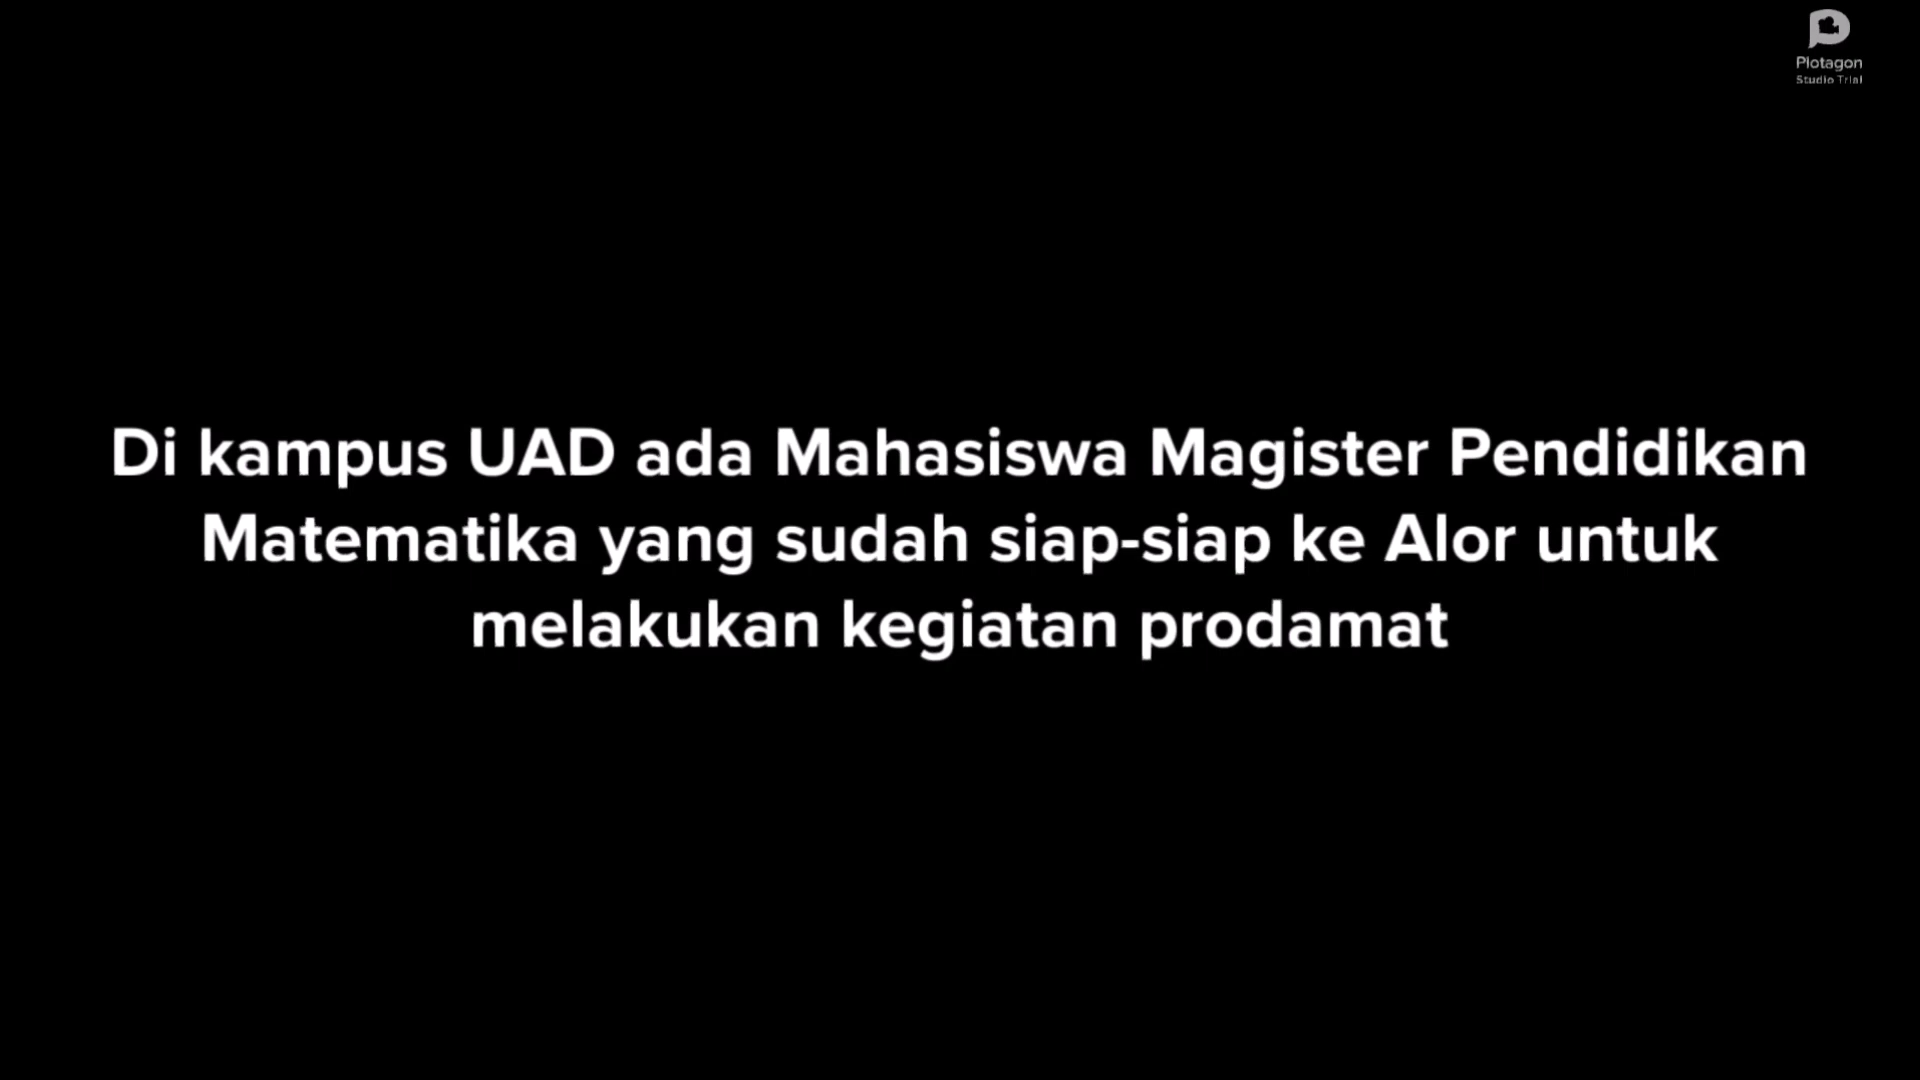 Plotagon
Studio Trial
Di kampus UAD ada Mahasiswa Magister Pendidikan
Matematika yang sudah siap-siap ke Alor untuk
melakukan kegiatan prodamat